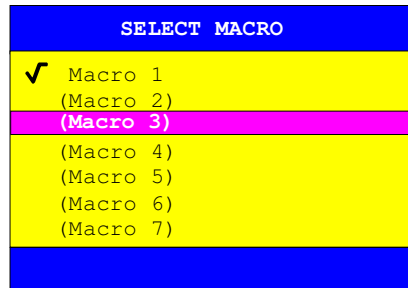 SELECT MACRO
√ Macro 1
(Macro 2)
(Macro 3)
(Macro 4)
(Macro 5)
(Macro 6)
(Macro 7)